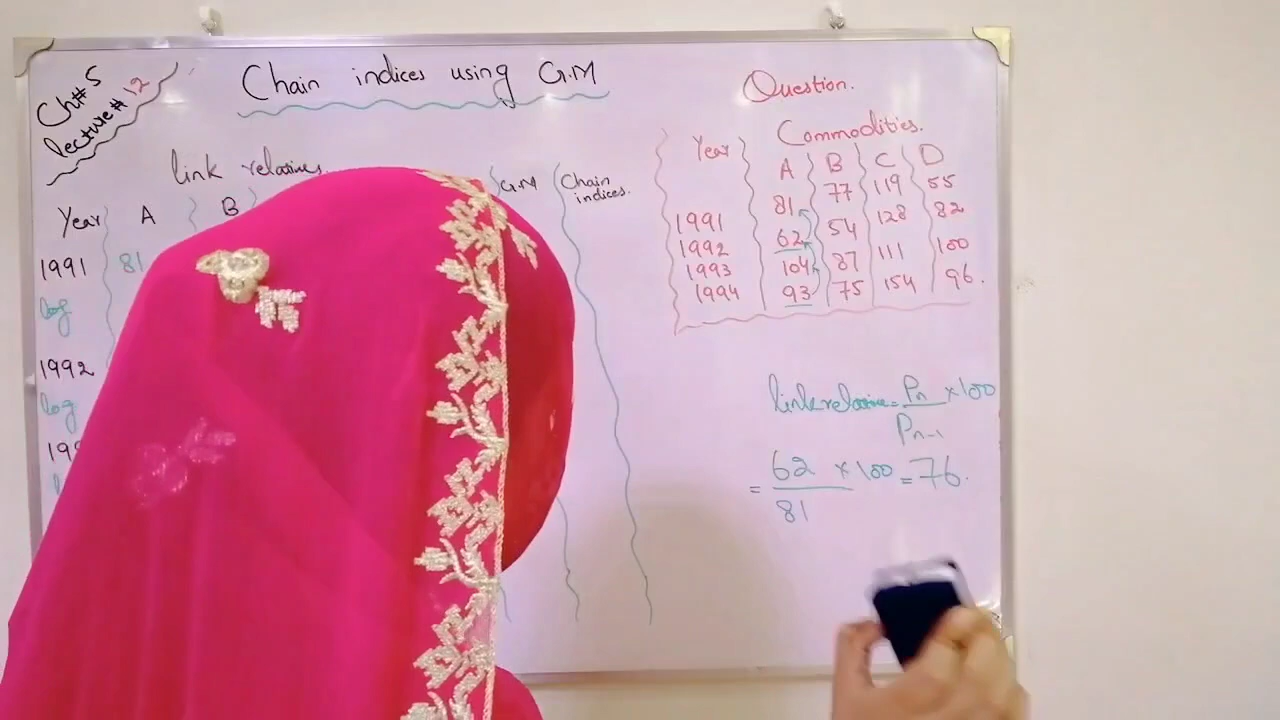 Ch# 5
lecture # 12
Chain indices using G.M
link relatives
Year A B G.M Chain indices.
1991 81
log
1992
log
Question.
Commodities.
Year A B C D
1991 81 77 119 55
1992 62 54 128 82
1993 104 87 111 100
1994 93 75 154 96.
link relative = Pn/Pn-1 × 100
= 62/81 × 100 = 76.